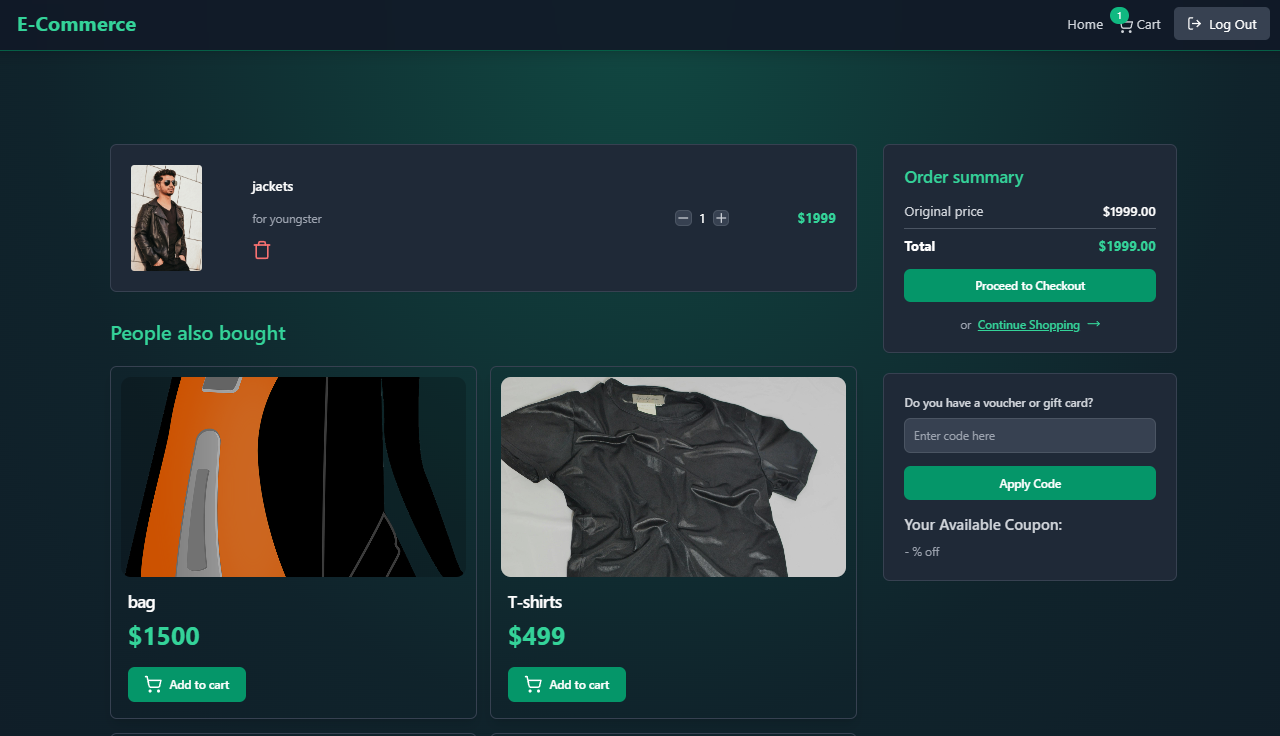 E-Commerce
Home
1
Cart
Log Out
jackets
for youngster
1
$1999
Order summary
Original price $1999.00
Total $1999.00
Proceed to Checkout
or Continue Shopping →
People also bought
bag
$1500
Add to cart
T-shirts
$499
Add to cart
Do you have a voucher or gift card?
Enter code here
Apply Code
Your Available Coupon:
- % off